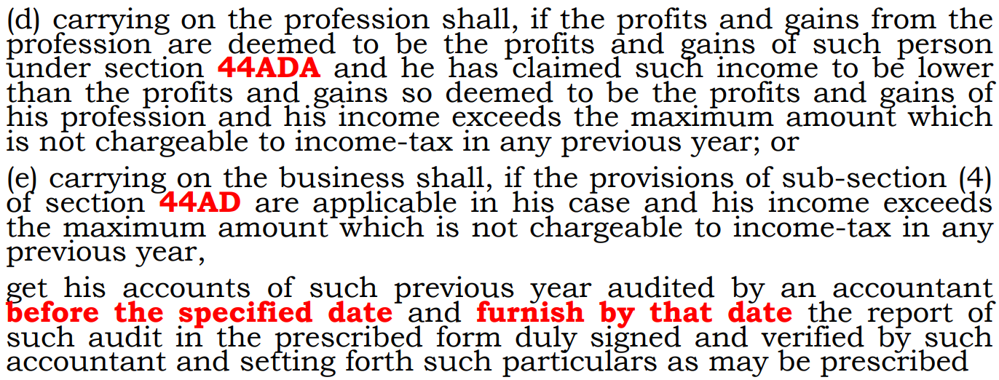 (d) carrying on the profession shall, if the profits and gains from the
profession are deemed to be the profits and gains of such person
under section 44ADA and he has claimed such income to be lower
than the profits and gains so deemed to be the profits and gains of
his profession and his income exceeds the maximum amount which
is not chargeable to income-tax in any previous year; or
(e) carrying on the business shall, if the provisions of sub-section (4)
of section 44AD are applicable in his case and his income exceeds
the maximum amount which is not chargeable to income-tax in any
previous year,
get his accounts of such previous year audited by an accountant
before the specified date and furnish by that date the report of
such audit in the prescribed form duly signed and verified by such
accountant and setting forth such particulars as may be prescribed